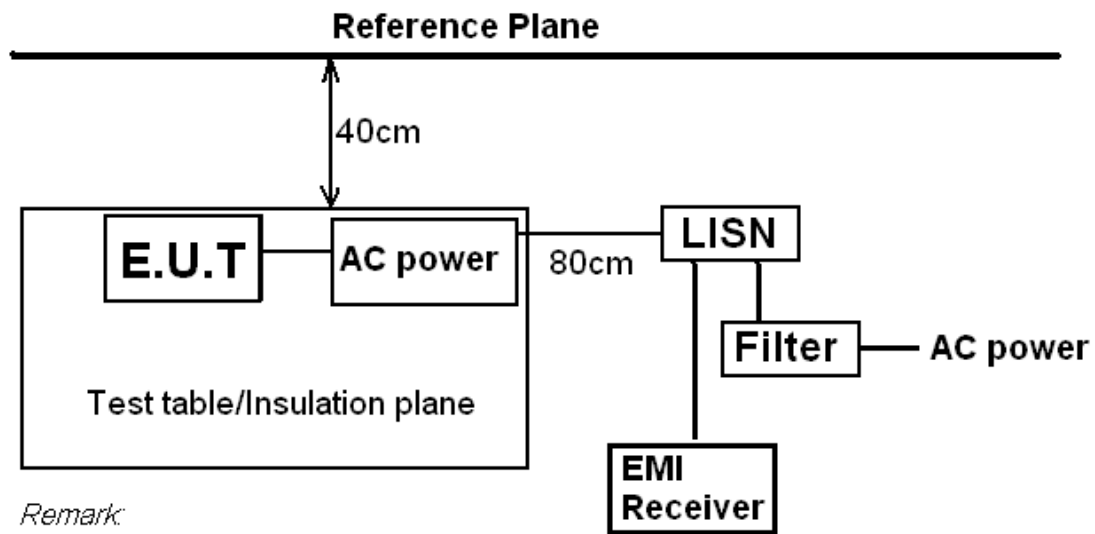 Reference Plane
40cm
E.U.T
AC power
80cm
LISN
Filter
AC power
Test table/Insulation plane
EMI
Receiver
Remark: